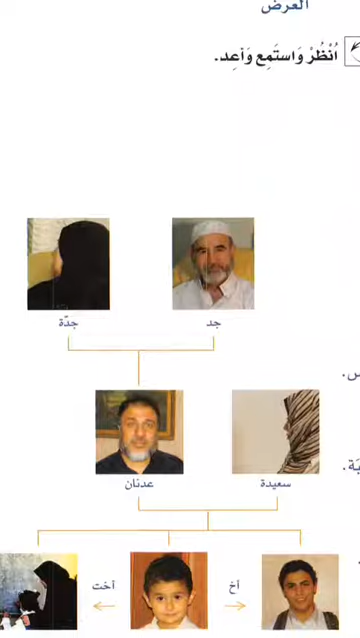 العرض
اُنْظُرْ وَاستَمِع وَأعِد.
جد
جدّة
س.
سعيدة
عدنان
بَة.
أخ
أخت